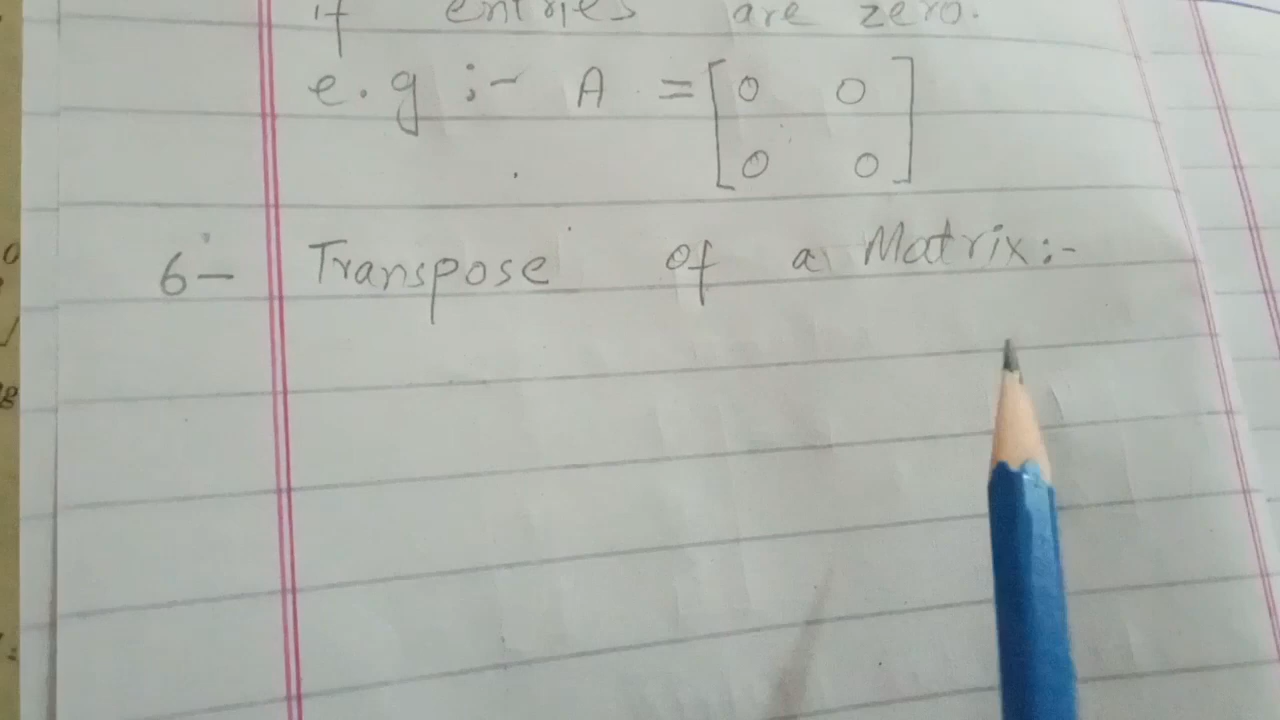 if entries are zero.
e.g :- A = [0 0
0 0]
6- Transpose of a Matrix:-